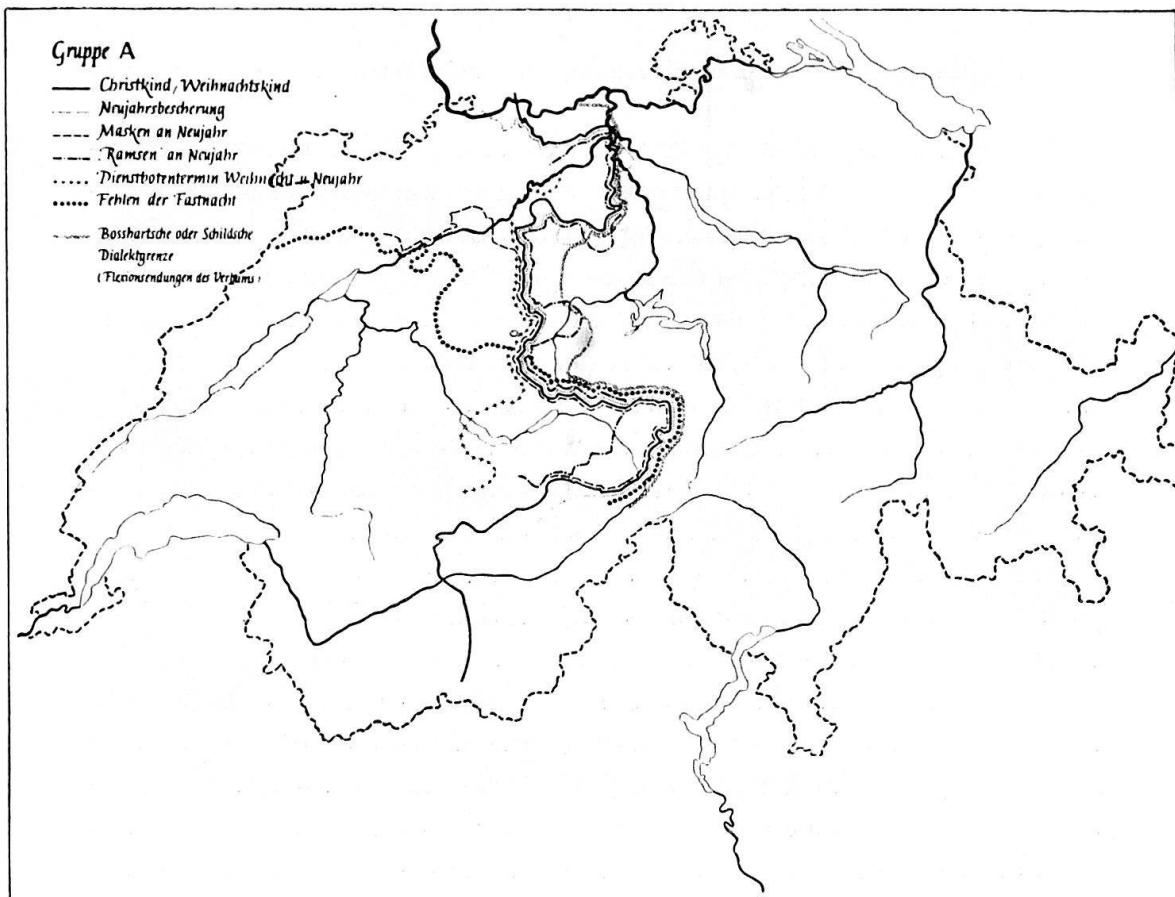 Gruppe A
Christkind, Weihnachtskind
Neujahrsbescherung
Masken an Neujahr
"Ramsen" an Neujahr
Dienstbotentermin Weihnacht u Neujahr
Fehlen der Fastnacht
Bosshartsche oder Schildsche
Dialektgrenze
(Flexionsendungen des Verbums)